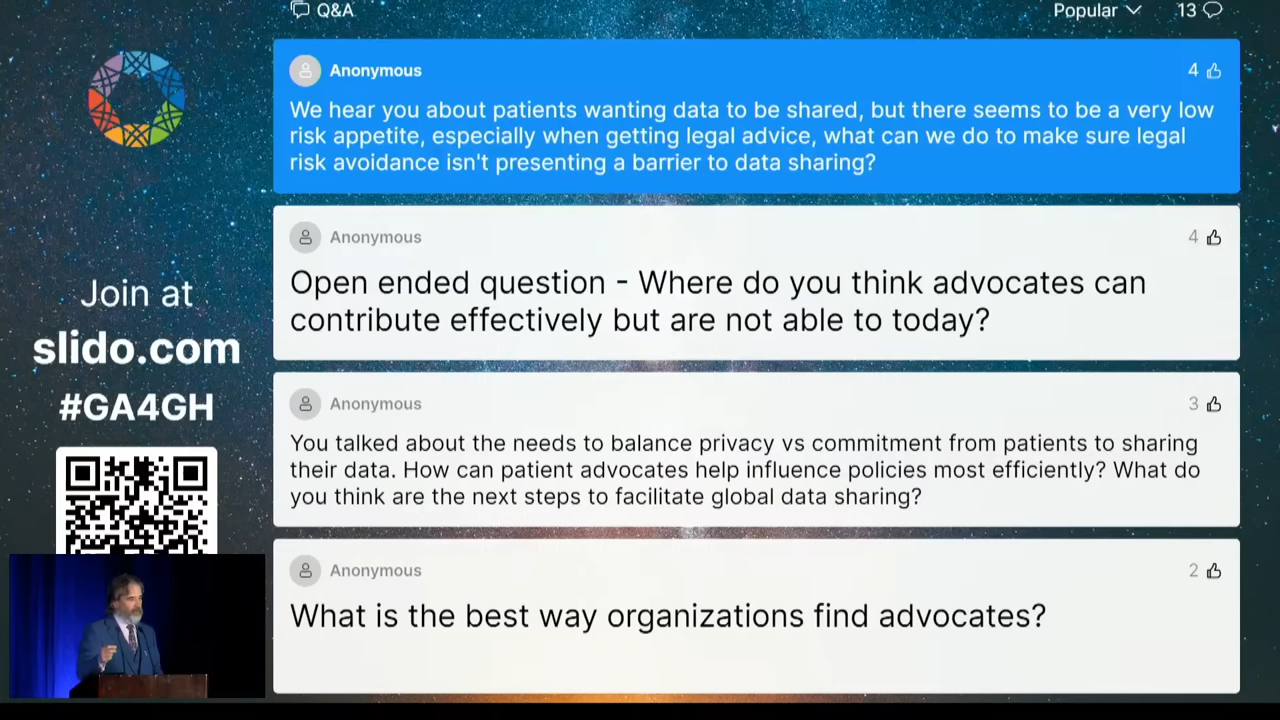 Q&A
Popular
13
Anonymous
4
We hear you about patients wanting data to be shared, but there seems to be a very low
risk appetite, especially when getting legal advice, what can we do to make sure legal
risk avoidance isn't presenting a barrier to data sharing?
Anonymous
4
Open ended question - Where do you think advocates can
contribute effectively but are not able to today?
Join at
slido.com
#GA4GH
Anonymous
3
You talked about the needs to balance privacy vs commitment from patients to sharing
their data. How can patient advocates help influence policies most efficiently? What do
you think are the next steps to facilitate global data sharing?
Anonymous
2
What is the best way organizations find advocates?